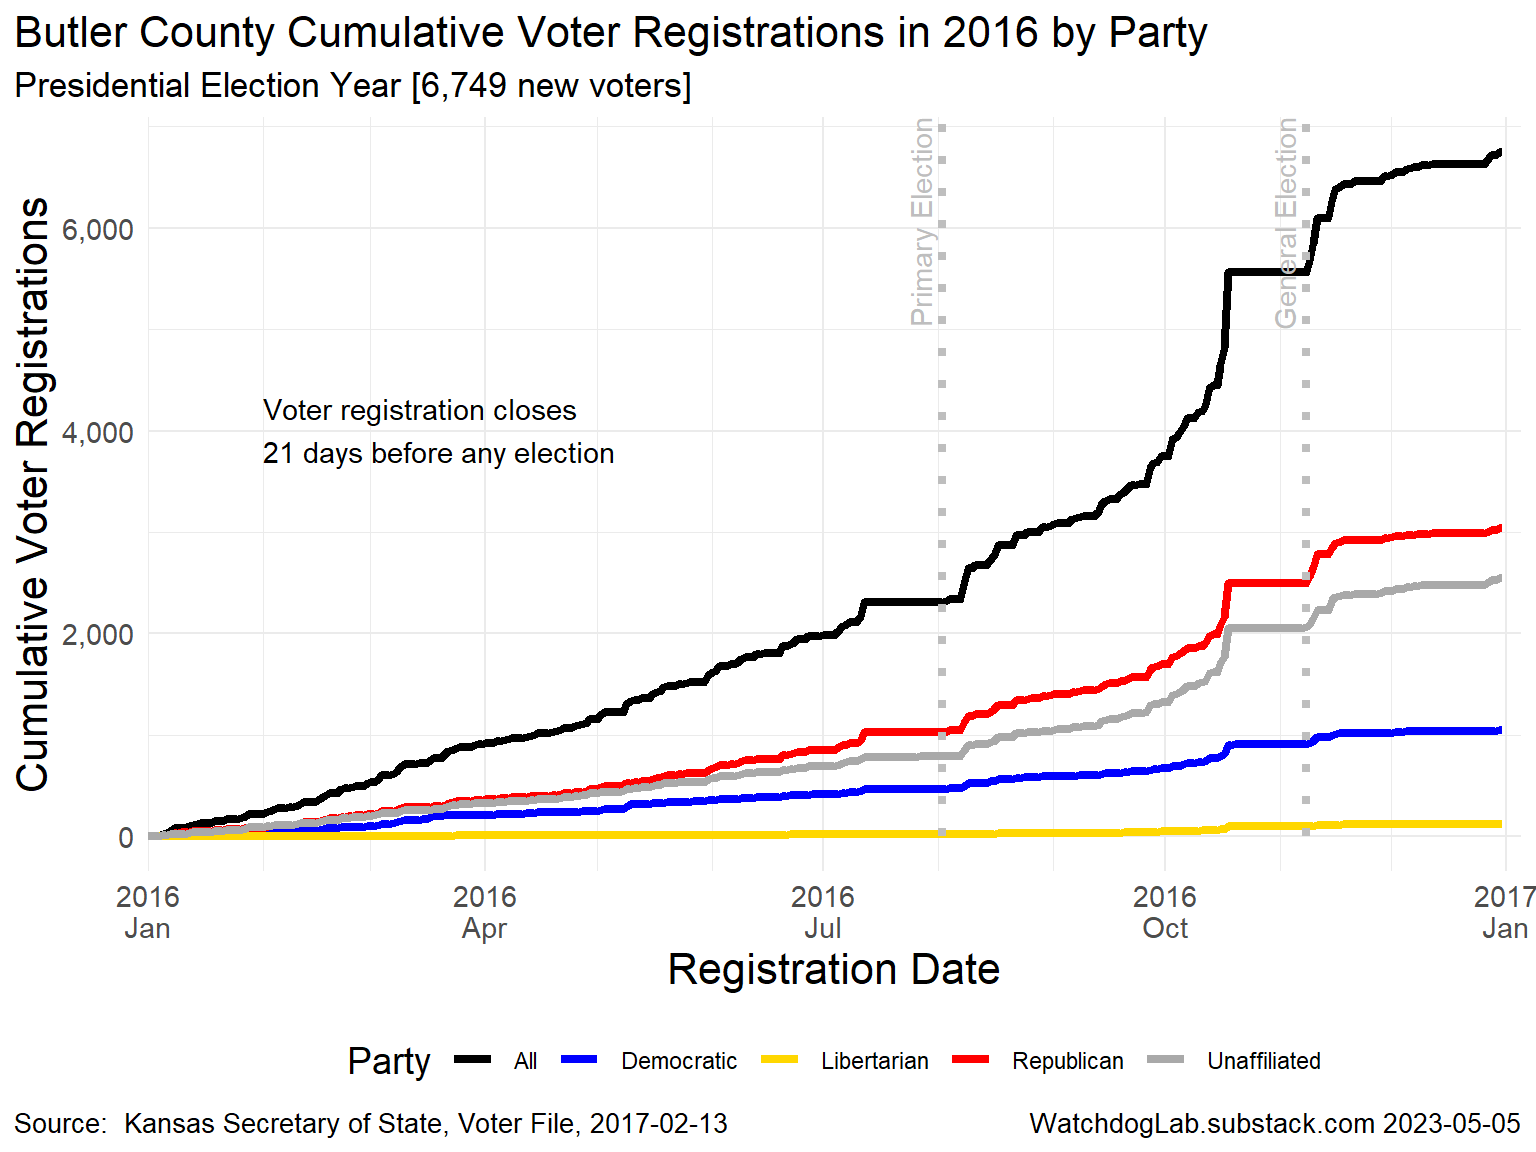 Butler County Cumulative Voter Registrations in 2016 by Party
Presidential Election Year [6,749 new voters]
Cumulative Voter Registrations
6,000
4,000
2,000
0
Primary Election
General Election
Voter registration closes
21 days before any election
2016
Jan
2016
Apr
2016
Jul
2016
Oct
2017
Jan
Registration Date
Party
All
Democratic
Libertarian
Republican
Unaffiliated
Source:  Kansas Secretary of State, Voter File, 2017-02-13
WatchdogLab.substack.com 2023-05-05